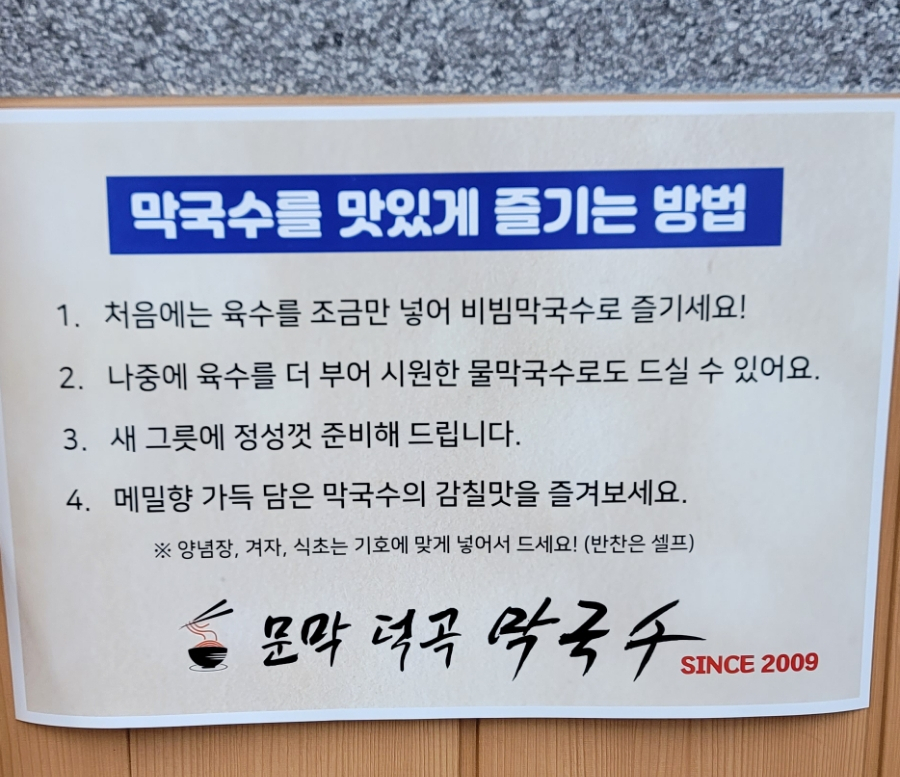 막국수를 맛있게 즐기는 방법
1. 처음에는 육수를 조금만 넣어 비빔막국수로 즐기세요!
2. 나중에 육수를 더 부어 시원한 물막국수로도 드실 수 있어요.
3. 새 그릇에 정성껏 준비해 드립니다.
4. 메밀향 가득 담은 막국수의 감칠맛을 즐겨보세요.
※ 양념장, 겨자, 식초는 기호에 맞게 넣어서 드세요! (반찬은 셀프)
문막 덕곡 막국수 SINCE 2009